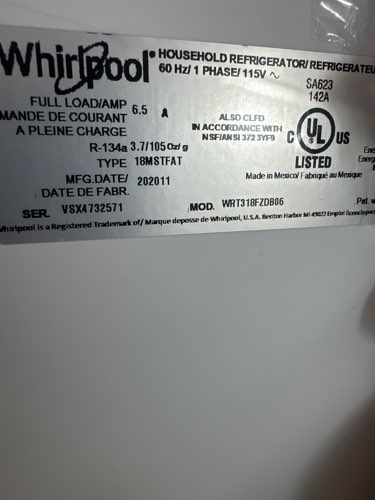 Whirlpool® HOUSEHOLD REFRIGERATOR/REFRIGERATEU
60 Hz/ 1 PHASE/ 115V ~
SA623
142A
FULL LOAD/AMP 6.5 A
MANDE DE COURANT
A PLEINE CHARGE
ALSO CLFD
IN ACCORDANCE WITH
NSF/ANSI 372 3YF9
C UL US
LISTED
R-134a 3.7/105 Oz/ g
TYPE 18MSTFAT
Made in Mexico/ Fabriqué au Mexique
MFG.DATE/ 202011
DATE DE FABR.
SER. VSX4732571
MOD. WRT318FZDB06
Whirlpool is a Registered Trademark of/ Marque deposse de Whirlpool, U.S.A. Benton Harbor MI 49022